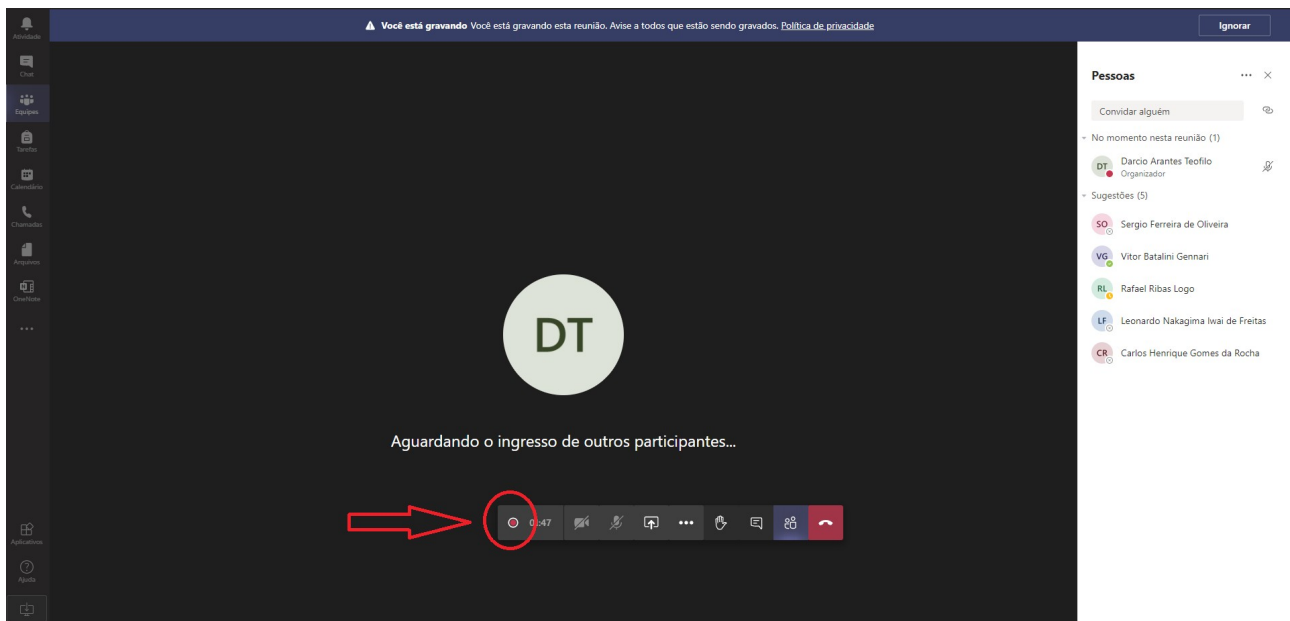 Você está gravando Você está gravando esta reunião. Avise a todos que estão sendo gravados. Política de privacidade
Ignorar
Atividade
Chat
Equipes
Tarefas
Calendário
Chamadas
Arquivos
OneNote
Aplicativos
Ajuda
DT
Aguardando o ingresso de outros participantes...
Pessoas
Convidar alguém
No momento nesta reunião (1)
DT Darcio Arantes Teofilo
Organizador
Sugestões (5)
SO Sergio Ferreira de Oliveira
VG Vitor Batalini Gennari
RL Rafael Ribas Logo
LF Leonardo Nakagima Iwai de Freitas
CR Carlos Henrique Gomes da Rocha